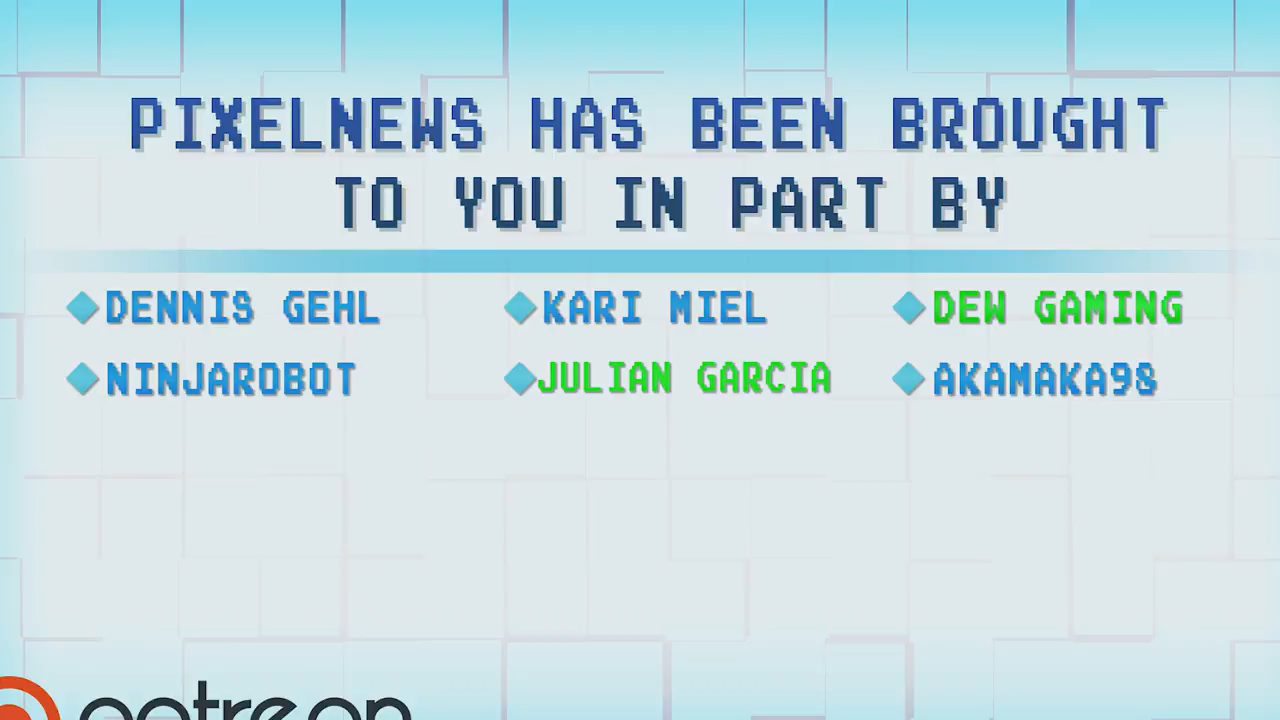 PIXELNEWS HAS BEEN BROUGHT
TO YOU IN PART BY
DENNIS GEHL KARI MIEL DEW GAMING
NINJAROBOT JULIAN GARCIA AKAMAKA98
patreon